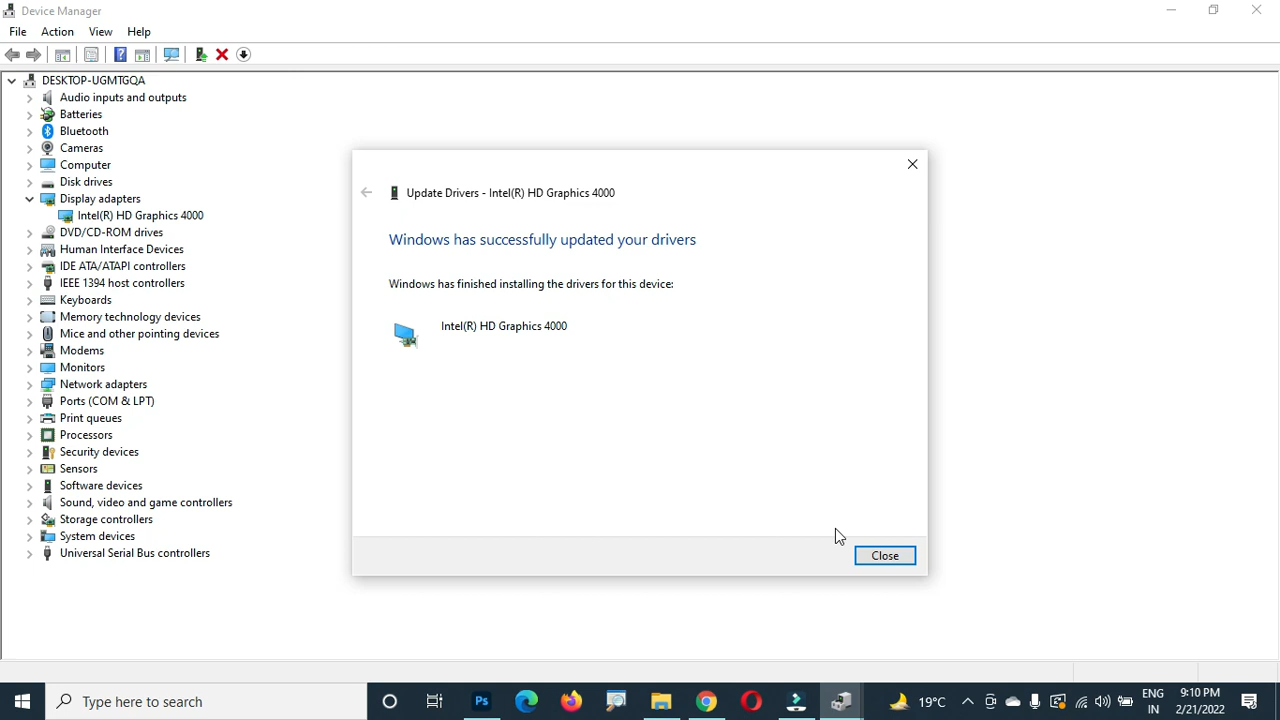 Device Manager
File Action View Help
DESKTOP-UGMTGQA
Audio inputs and outputs
Batteries
Bluetooth
Cameras
Computer
Disk drives
Display adapters
Intel(R) HD Graphics 4000
DVD/CD-ROM drives
Human Interface Devices
IDE ATA/ATAPI controllers
IEEE 1394 host controllers
Keyboards
Memory technology devices
Mice and other pointing devices
Modems
Monitors
Network adapters
Ports (COM & LPT)
Print queues
Processors
Security devices
Sensors
Software devices
Sound, video and game controllers
Storage controllers
System devices
Universal Serial Bus controllers
Update Drivers - Intel(R) HD Graphics 4000
Windows has successfully updated your drivers
Windows has finished installing the drivers for this device:
Intel(R) HD Graphics 4000
Close
Type here to search
Ps
19°C
ENG
IN
9:10 PM
2/21/2022